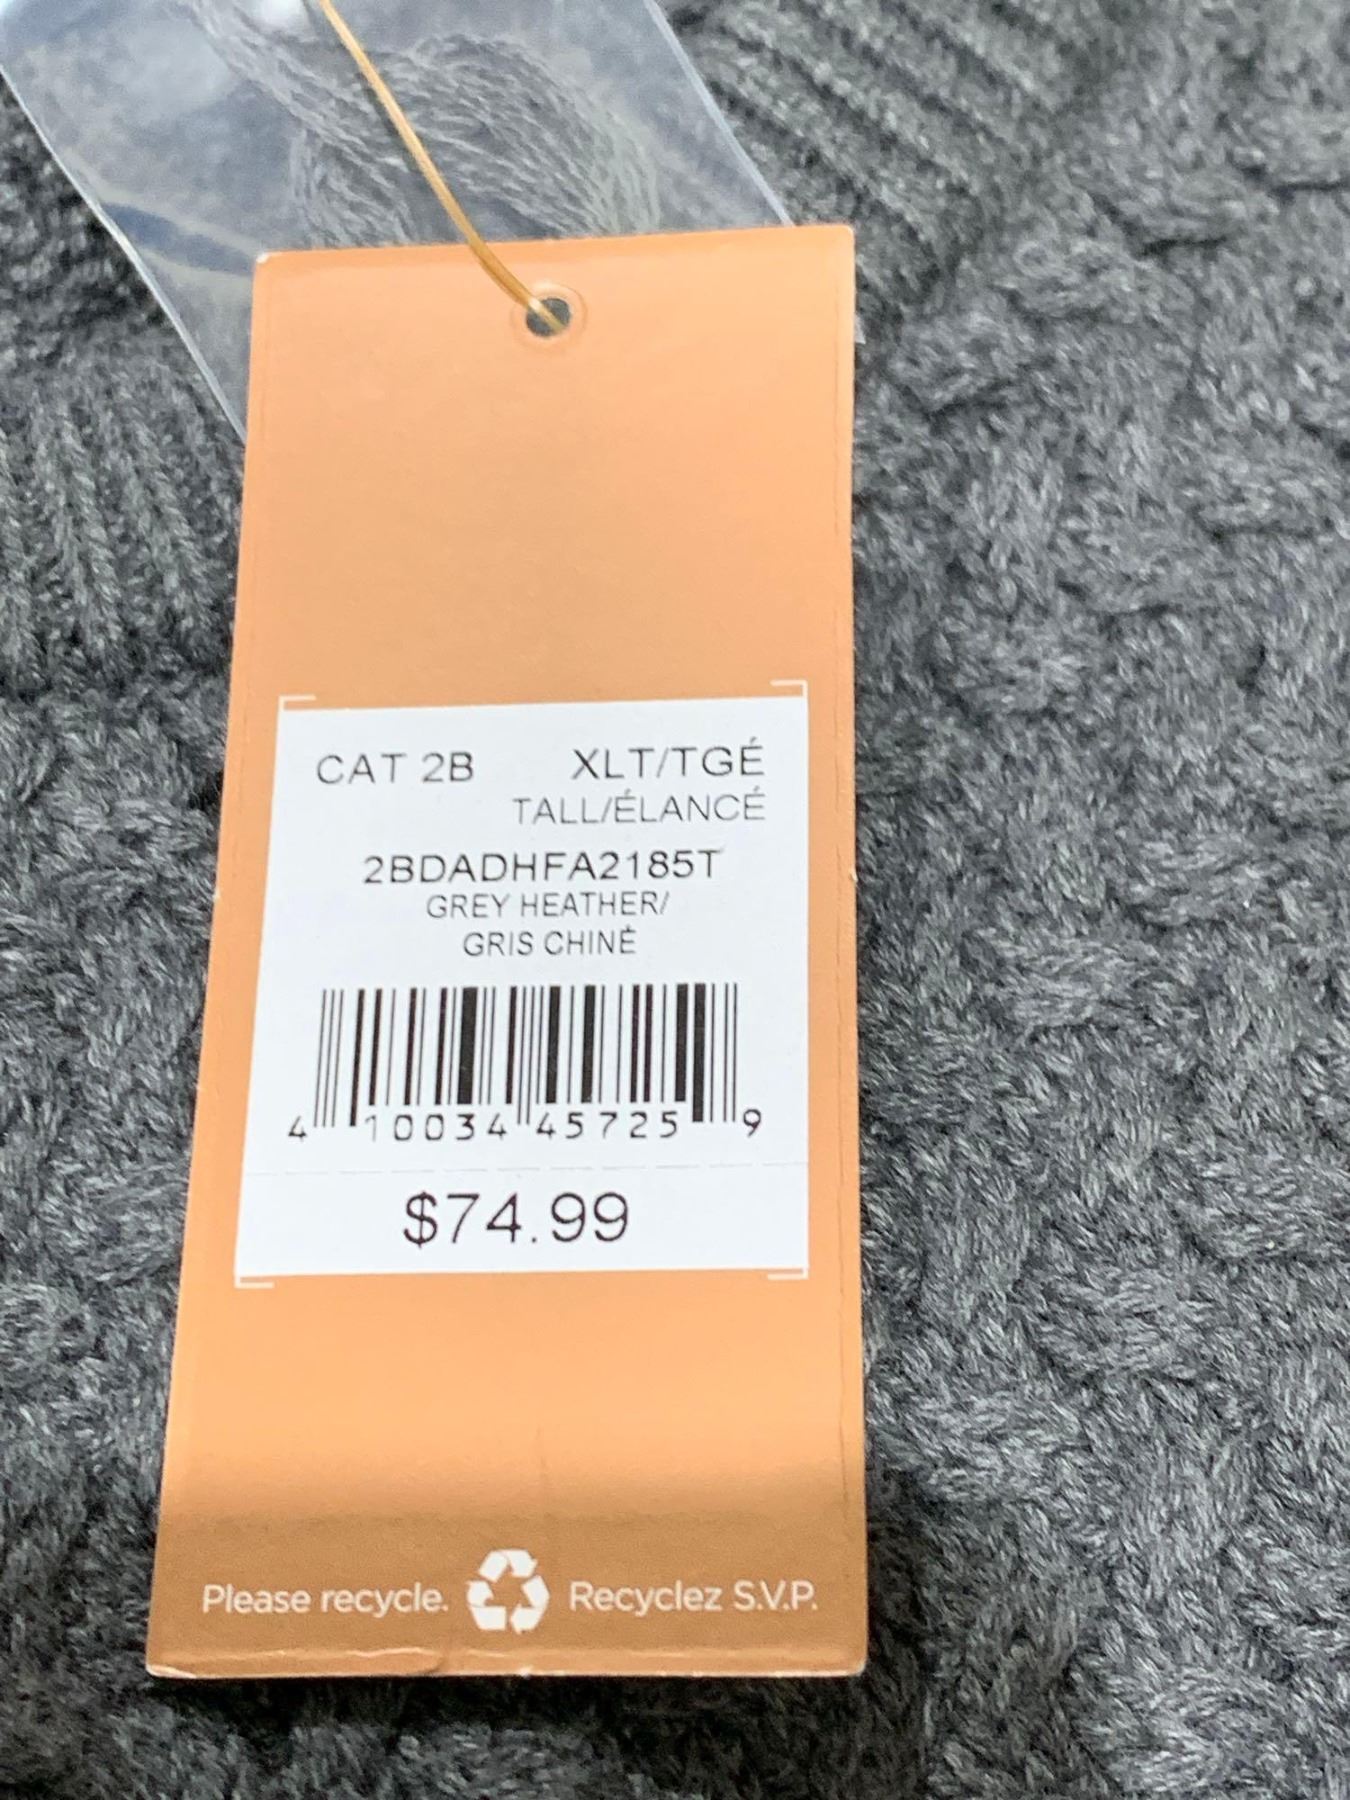 CAT 2B XLT/TGÉ
TALL/ÉLANCÉ
2BDADHFA2185T
GREY HEATHER/
GRIS CHINÉ
4 10034 45725 9
$74.99
Please recycle. Recyclez S.V.P.